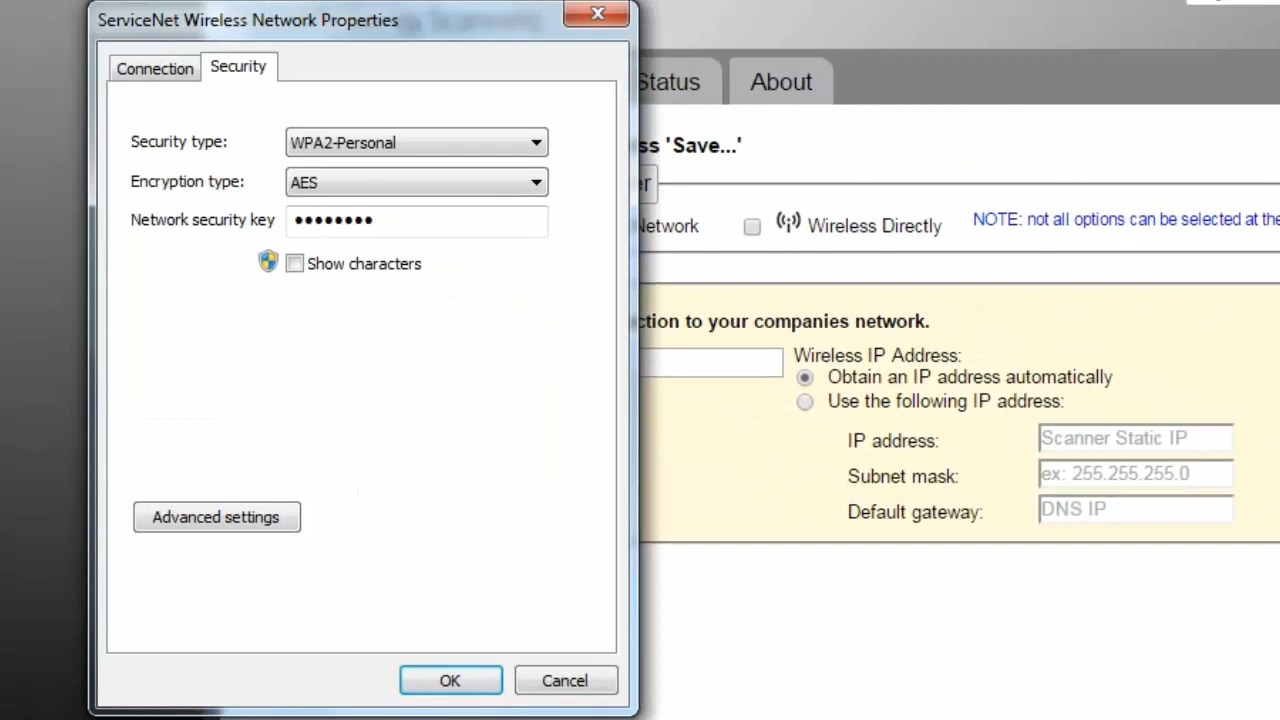 ServiceNet Wireless Network Properties
Connection
Security
Security type:
WPA2-Personal
Encryption type:
AES
Network security key
••••••••
Show characters
Advanced settings
OK
Cancel
Status
About
ss 'Save...'
er
Network
Wireless Directly
NOTE: not all options can be selected at the
ction to your companies network.
Wireless IP Address:
Obtain an IP address automatically
Use the following IP address:
IP address:
Scanner Static IP
Subnet mask:
ex: 255.255.255.0
Default gateway:
DNS IP